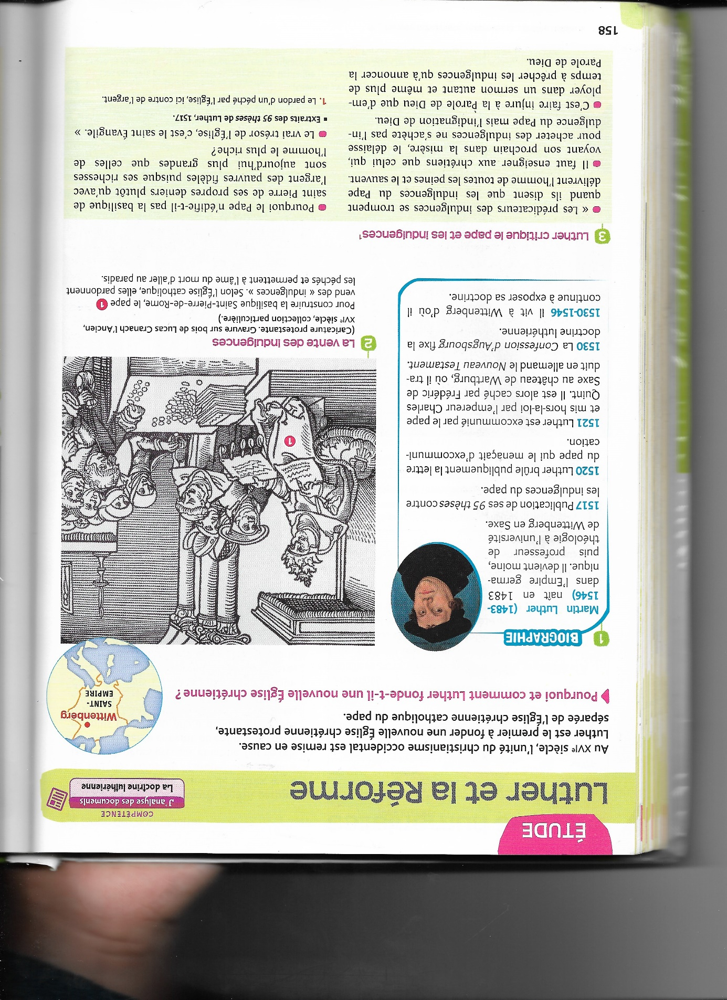 ÉTUDE
Luther et la Réforme
COMPÉTENCE
J'analyse des documents
La doctrine luthérienne
Au XVIe siècle, l'unité du christianisme occidental est remise en cause.
Luther est le premier à fonder une nouvelle Église chrétienne protestante,
séparée de l'Église chrétienne catholique du pape.
Pourquoi et comment Luther fonde-t-il une nouvelle Église chrétienne ?
Wittenberg
SAINT-
EMPIRE
1 BIOGRAPHIE
Martin Luther (1483-
1546) naît en 1483
dans l'Empire germa-
nique. Il devient moine,
puis professeur de
théologie à l'université
de Wittenberg en Saxe.
1517 Publication de ses 95 thèses contre
les indulgences du pape.
1520 Luther brûle publiquement la lettre
du pape qui le menaçait d'excommuni-
cation.
1521 Luther est excommunié par le pape
et mis hors-la-loi par l'empereur Charles
Quint. Il est alors caché par Frédéric de
Saxe au château de Wartburg, où il tra-
duit en allemand le Nouveau Testament.
1530 La Confession d'Augsbourg fixe la
doctrine luthérienne.
1530-1546 Il vit à Wittenberg d'où il
continue à exposer sa doctrine.
1
2 La vente des indulgences
(Caricature protestante. Gravure sur bois de Lucas Cranach l'Ancien,
XVIe siècle, collection particulière.)
Pour construire la basilique Saint-Pierre-de-Rome, le pape 1
vend des « indulgences ». Selon l'Église catholique, elles pardonnent
les péchés et permettent à l'âme du mort d'aller au paradis.
3 Luther critique le pape et les indulgences¹
« Les prédicateurs des indulgences se trompent
quand ils disent que les indulgences du Pape
délivrent l'homme de toutes les peines et le sauvent.
Il faut enseigner aux chrétiens que celui qui,
voyant son prochain dans la misère, le délaisse
pour acheter des indulgences ne s'achète pas l'in-
dulgence du Pape mais l'indignation de Dieu.
C'est faire injure à la Parole de Dieu que d'em-
ployer dans un sermon autant et même plus de
temps à prêcher les indulgences qu'à annoncer la
Parole de Dieu.
Pourquoi le Pape n'édifie-t-il pas la basilique de
saint Pierre de ses propres deniers plutôt qu'avec
l'argent des pauvres fidèles puisque ses richesses
sont aujourd'hui plus grandes que celles de
l'homme le plus riche ?
Le vrai trésor de l'Église, c'est le saint Évangile. »
Extraits des 95 thèses de Luther, 1517.
1. Le pardon d'un péché par l'Église, ici contre de l'argent.
158